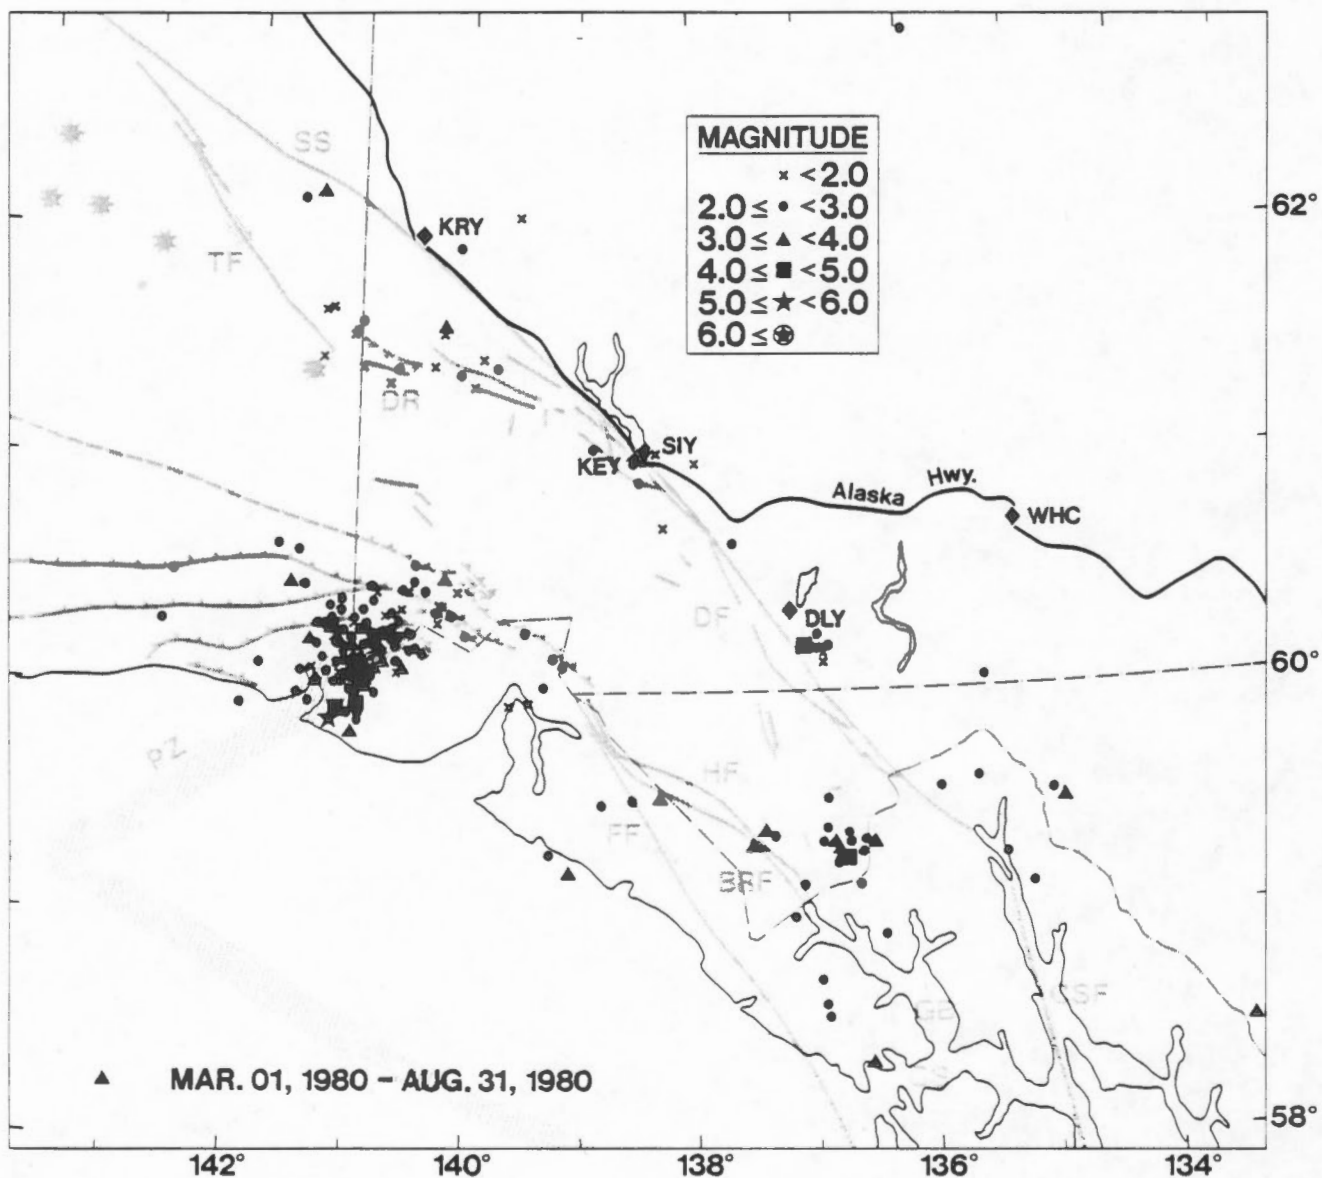 MAGNITUDE
x < 2.0
2.0 ≤ ● < 3.0
3.0 ≤ ▲ < 4.0
4.0 ≤ ■ < 5.0
5.0 ≤ ★ < 6.0
6.0 ≤
SS
KRY
62°
TF
DR
SIY
KEY
Alaska Hwy.
WHC
DF
DLY
60°
PZ
HF
FF
BRF
GB
CSF
▲ MAR. 01, 1980 – AUG. 31, 1980
58°
142° 140° 138° 136° 134°